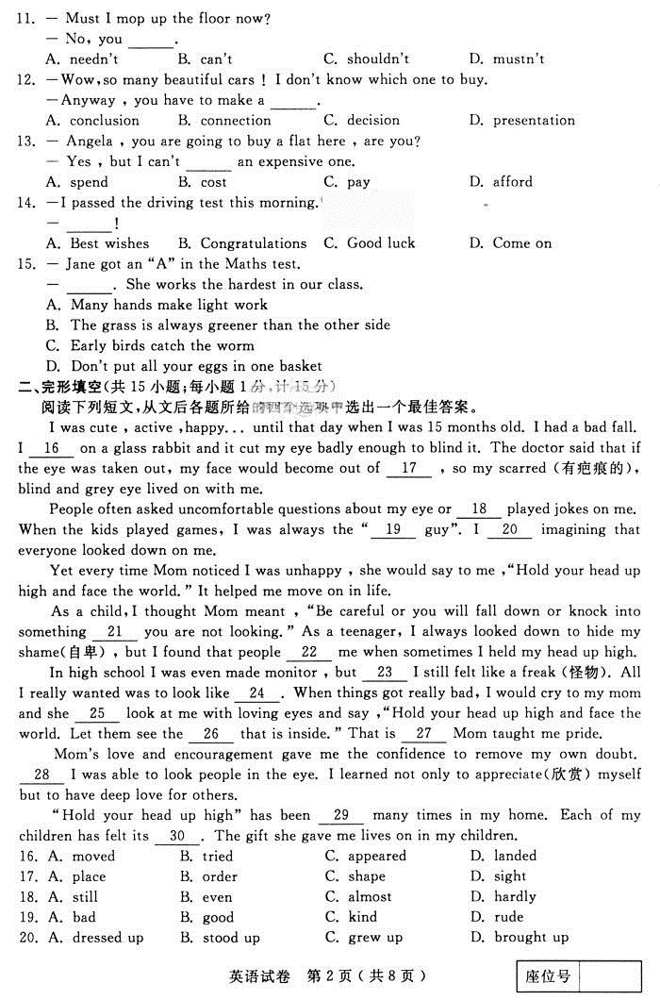 11. － Must I mop up the floor now?
－ No, you ______.
A. needn't B. can't C. shouldn't D. mustn't
12. －Wow,so many beautiful cars！ I don't know which one to buy.
－Anyway , you have to make a ______.
A. conclusion B. connection C. decision D. presentation
13. － Angela , you are going to buy a flat here , are you?
－ Yes , but I can't ______ an expensive one.
A. spend B. cost C. pay D. afford
14. －I passed the driving test this morning.
－ ______!
A. Best wishes B. Congratulations C. Good luck D. Come on
15. － Jane got an “A” in the Maths test.
－ ______. She works the hardest in our class.
A. Many hands make light work
B. The grass is always greener than the other side
C. Early birds catch the worm
D. Don't put all your eggs in one basket
二、完形填空(共15小题;每小题1分,计15分)
阅读下列短文,从文后各题所给的四个选项中选出一个最佳答案。
I was cute , active ,happy... until that day when I was 15 months old. I had a bad fall.
I 16 on a glass rabbit and it cut my eye badly enough to blind it. The doctor said that if
the eye was taken out, my face would become out of 17 , so my scarred (有疤痕的),
blind and grey eye lived on with me.
People often asked uncomfortable questions about my eye or 18 played jokes on me.
When the kids played games, I was always the “ 19 guy”. I 20 imagining that
everyone looked down on me.
Yet every time Mom noticed I was unhappy , she would say to me ,“Hold your head up
high and face the world.” It helped me move on in life.
As a child,I thought Mom meant , “Be careful or you will fall down or knock into
something 21 you are not looking.” As a teenager, I always looked down to hide my
shame(自卑) , but I found that people 22 me when sometimes I held my head up high.
In high school I was even made monitor , but 23 I still felt like a freak (怪物). All
I really wanted was to look like 24 . When things got really bad, I would cry to my mom
and she 25 look at me with loving eyes and say ,“Hold your head up high and face the
world. Let them see the 26 that is inside.” That is 27 Mom taught me pride.
Mom's love and encouragement gave me the confidence to remove my own doubt.
28 I was able to look people in the eye. I learned not only to appreciate(欣赏) myself
but to have deep love for others.
“Hold your head up high” has been 29 many times in my home. Each of my
children has felt its 30 . The gift she gave me lives on in my children.
16. A. moved B. tried C. appeared D. landed
17. A. place B. order C. shape D. sight
18. A. still B. even C. almost D. hardly
19. A. bad B. good C. kind D. rude
20. A. dressed up B. stood up C. grew up D. brought up
英语试卷 第2页(共8页)
座位号